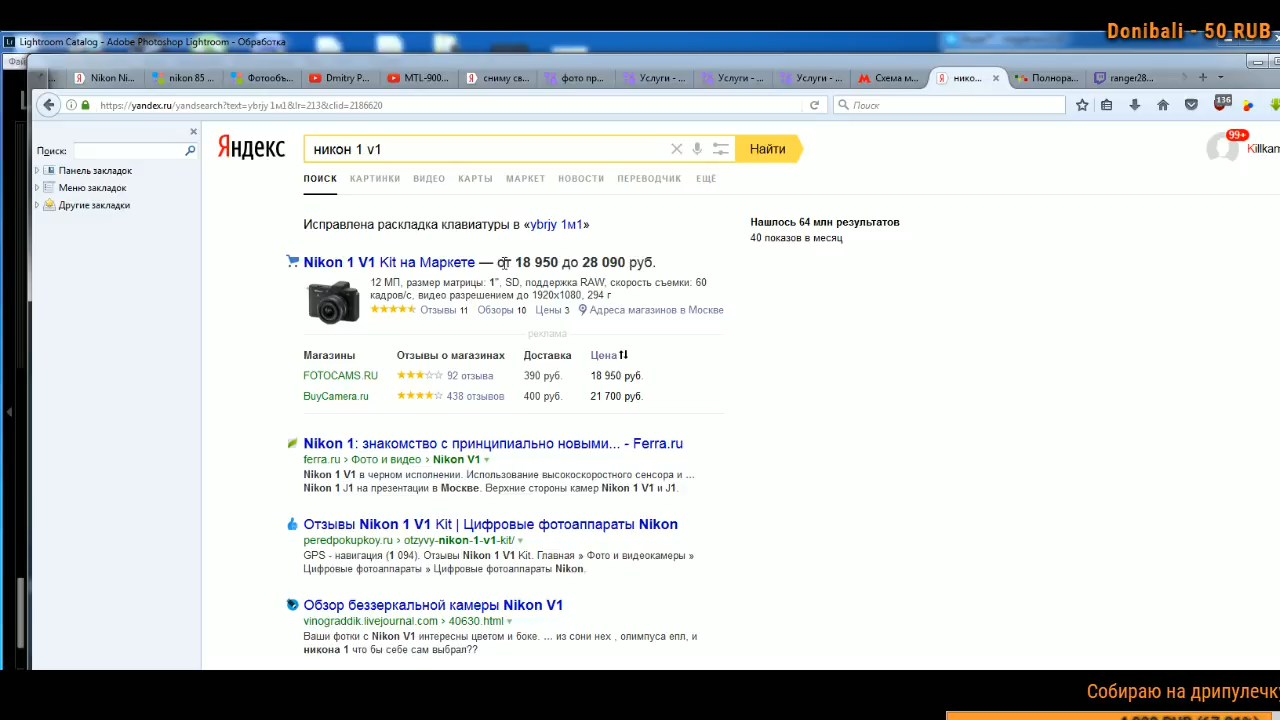 Donibali - 50 RUB
Lightroom Catalog - Adobe Photoshop Lightroom - Обработка
Фай
Nikon Ni...
nikon 85 ...
Фотообъ...
Dmitry P...
MTL-900...
сниму св...
фото пр...
Услуги - ...
Услуги - ...
Услуги - ...
Схема м...
нико...
Полнора...
ranger28...
https://yandex.ru/yandsearch?text=ybrjy 1м1&lr=213&clid=2186620
Поиск
136
Поиск:
Панель закладок
Меню закладок
Другие закладки
Яндекс
никон 1 v1
Найти
99+
Killkam
ПОИСК КАРТИНКИ ВИДЕО КАРТЫ МАРКЕТ НОВОСТИ ПЕРЕВОДЧИК ЕЩЁ
Исправлена раскладка клавиатуры в «ybrjy 1м1»
Нашлось 64 млн результатов
40 показов в месяц
Nikon 1 V1 Kit на Маркете — от 18 950 до 28 090 руб.
12 МП, размер матрицы: 1", SD, поддержка RAW, скорость съемки: 60
кадров/с, видео разрешением до 1920x1080, 294 г
Отзывы 11 Обзоры 10 Цены 3 Адреса магазинов в Москве
реклама
Магазины Отзывы о магазинах Доставка Цена
FOTOCAMS.RU 92 отзыва 390 руб. 18 950 руб.
BuyCamera.ru 438 отзывов 400 руб. 21 700 руб.
Nikon 1: знакомство с принципиально новыми... - Ferra.ru
ferra.ru › Фото и видео › Nikon V1
Nikon 1 V1 в черном исполнении. Использование высокоскоростного сенсора и ...
Nikon 1 J1 на презентации в Москве. Верхние стороны камер Nikon 1 V1 и J1.
Отзывы Nikon 1 V1 Kit | Цифровые фотоаппараты Nikon
peredpokupkoy.ru › otzyvy-nikon-1-v1-kit/
GPS - навигация (1 094). Отзывы Nikon 1 V1 Kit. Главная » Фото и видеокамеры »
Цифровые фотоаппараты » Цифровые фотоаппараты Nikon.
Обзор беззеркальной камеры Nikon V1
vinograddik.livejournal.com › 40630.html
Ваши фотки с Nikon V1 интересны цветом и боке. ... из сони нех , олимпуса епл, и
никона 1 что бы себе сам выбрал??
Собираю на дрипулечку